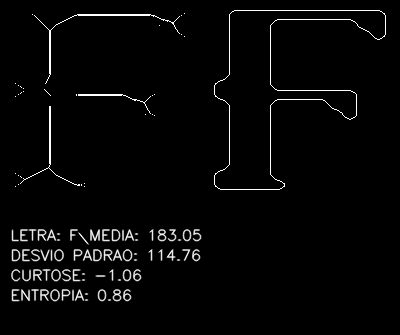 F F
LETRA: F\MEDIA: 183.05
DESVIO PADRAO: 114.76
CURTOSE: -1.06
ENTROPIA: 0.86